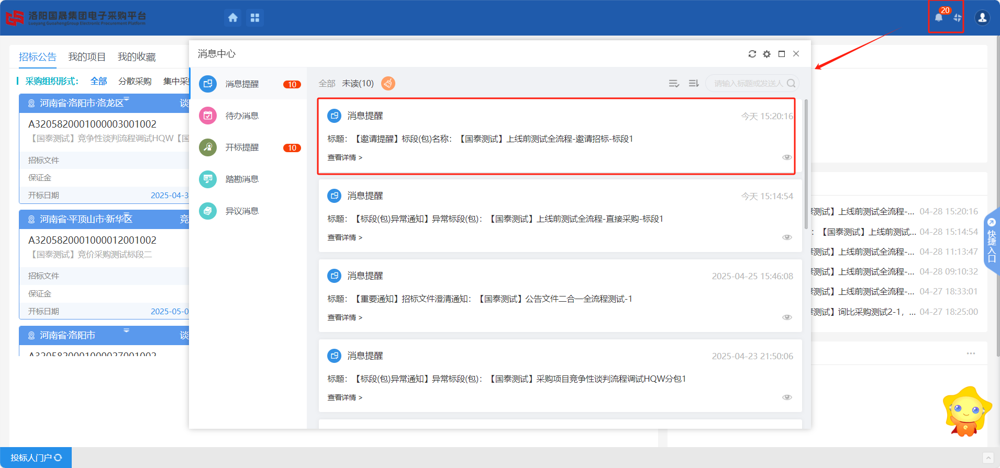 洛阳国晟集团电子采购平台
Luoyang GuoshengGroup Electronic Procurement Platform
20
招标公告 我的项目 我的收藏
采购组织形式： 全部 分散采购 集中采
河南省·洛阳市·洛龙区 谈
A3205820001000003001002
【国泰测试】竞争性谈判流程调试HQW【国
招标文件
保证金
开标日期 2025-04-3
河南省·平顶山市·新华区 竞
A3205820001000012001002
【国泰测试】竞价采购测试标段二
招标文件
保证金
开标日期 2025-05-0
河南省·洛阳市 谈
A3205820001000027001002
消息中心
消息提醒 10
待办消息
开标提醒 10
踏勘消息
异议消息
全部 未读(10)
请输入标题或发送人
消息提醒 今天 15:20:16
标题：【邀请提醒】标段(包)名称：【国泰测试】上线前测试全流程-邀请招标-标段1
查看详情 >
消息提醒 今天 15:14:54
标题：【标段(包)异常通知】异常标段(包)：【国泰测试】上线前测试全流程-直接采购-标段1
查看详情 >
消息提醒 2025-04-25 15:46:08
标题：【重要通知】招标文件澄清通知：【国泰测试】公告文件二合一全流程测试-1
查看详情 >
消息提醒 2025-04-23 21:50:06
标题：【标段(包)异常通知】异常标段(包)：【国泰测试】采购项目竞争性谈判流程调试HQW分包1
查看详情 >
泰测试】上线前测试全流程-... 04-28 15:20:16
：【国泰测试】上线前测试... 04-28 15:14:54
泰测试】上线前测试全流程-... 04-28 11:13:47
泰测试】上线前测试全流程-... 04-28 09:10:32
泰测试】上线前测试全流程-... 04-27 18:33:01
泰测试】询比采购测试2-1，... 04-27 18:25:00
快捷入口
投标人门户